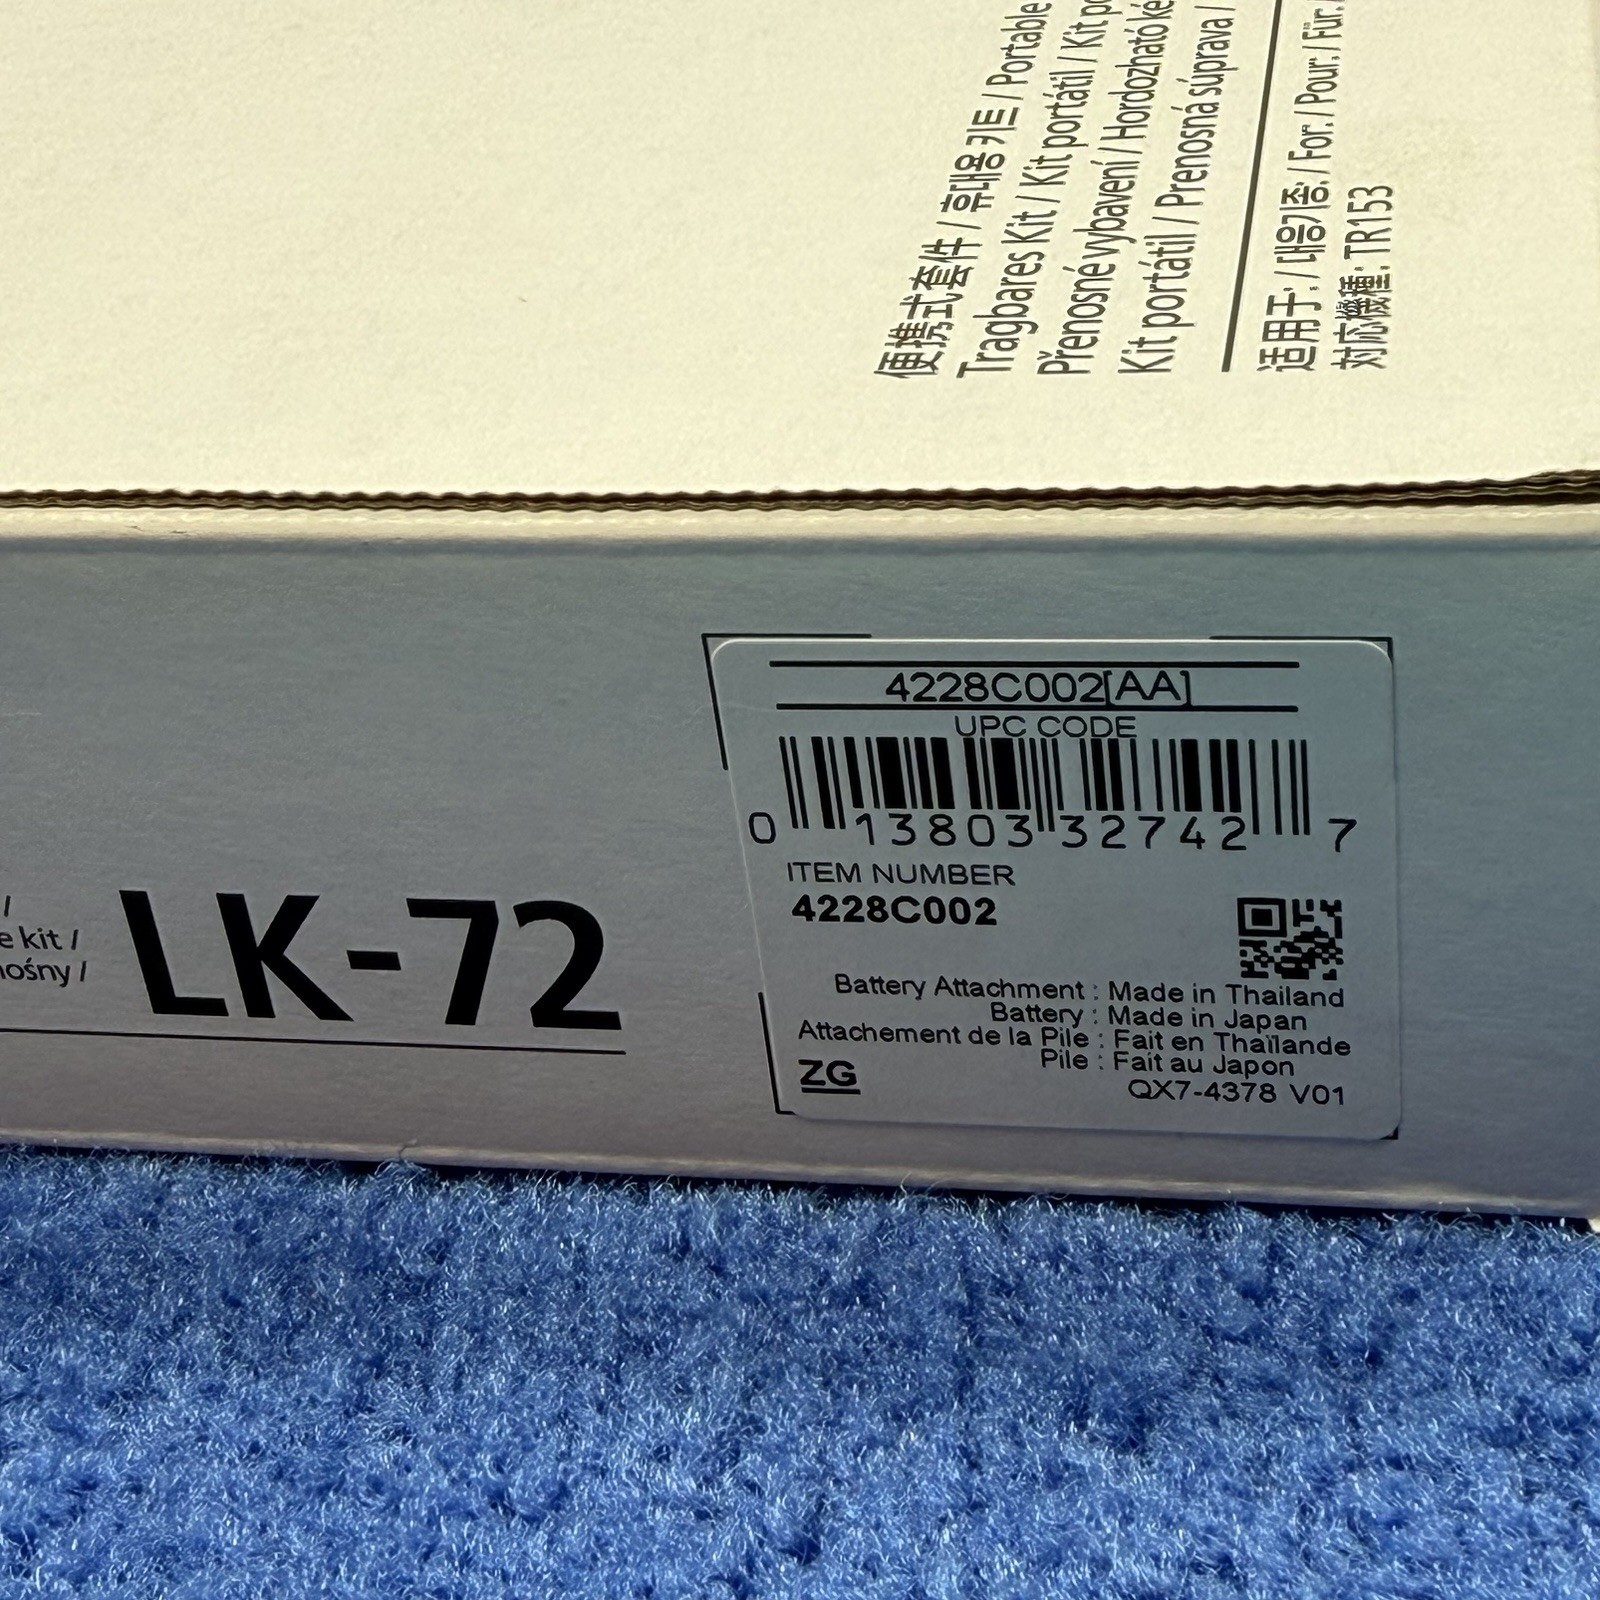 便携式套件 / 휴대용 키트 / Portable
Tragbares Kit / Kit portátil / Kit
Přenosné vybavení / Hordozható
Kit portátil / Prenosná súprava /
适用于: / 대응기종: / For: / Pour: / Für:
対応機種: TR153
/
kit /
LK-72
4228C002[AA]
UPC CODE
0 13803 32742 7
ITEM NUMBER
4228C002
Battery Attachment : Made in Thailand
Battery : Made in Japan
Attachement de la Pile : Fait en Thaïlande
Pile : Fait au Japon
ZG
QX7-4378 V01